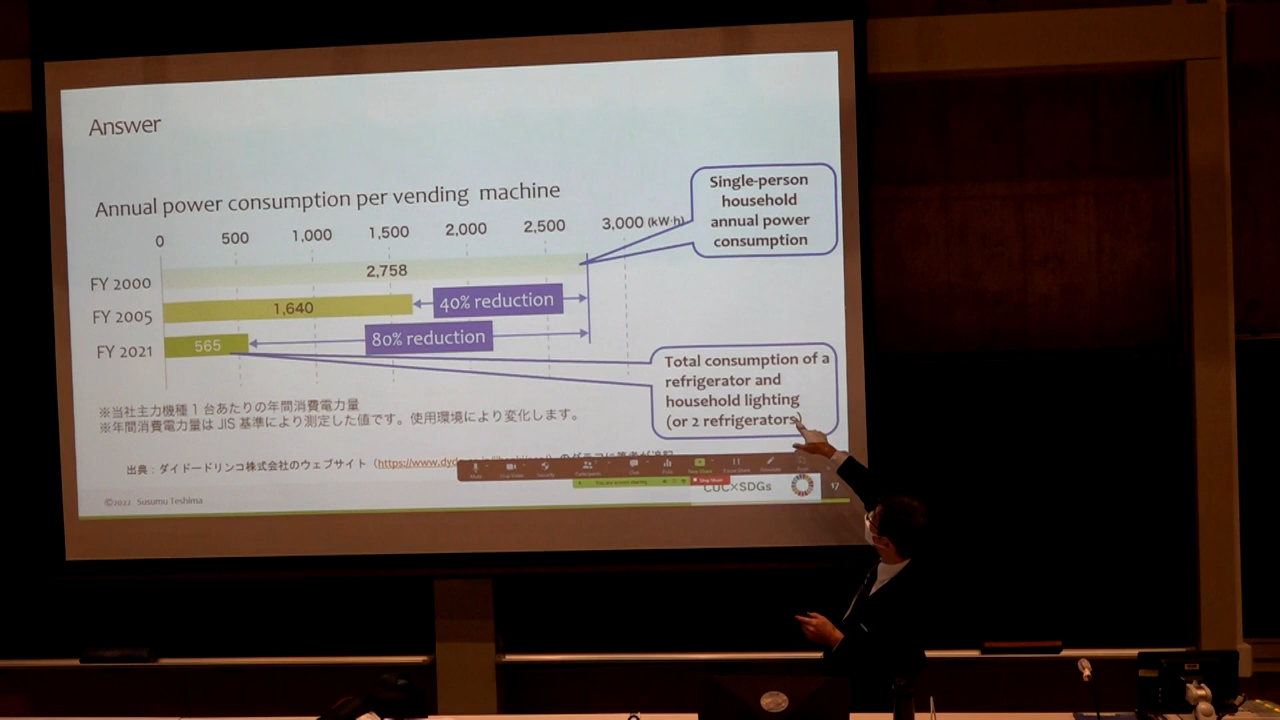 Answer
Annual power consumption per vending machine
0 500 1,000 1,500 2,000 2,500 3,000 (kW·h)
FY 2000 2,758
FY 2005 1,640 40% reduction
FY 2021 565 80% reduction
Single-person
household
annual power
consumption
Total consumption of a
refrigerator and
household lighting
(or 2 refrigerators)
※当社主力機種1台あたりの年間消費電力量
※年間消費電力量は JIS 基準により測定した値です。使用環境により変化します。
出典：ダイドードリンコ株式会社のウェブサイト（https://www.dyd
©2022 Susumu Teshima
CUC×SDGs
17